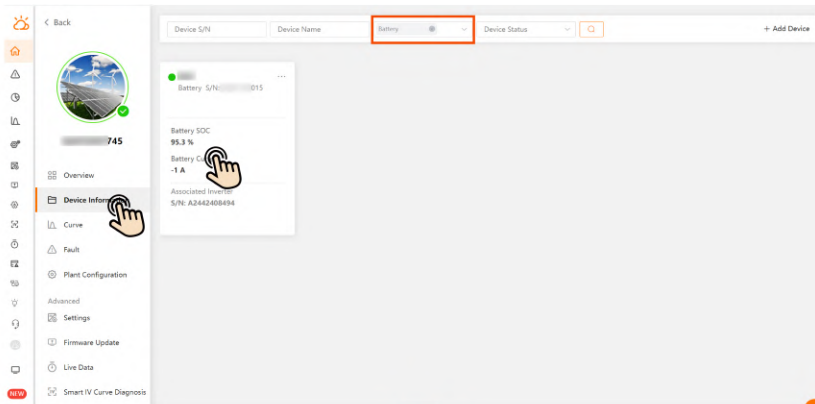 Back
Device S/N
Device Name
Battery
Device Status
+ Add Device
Battery S/N: 015
745
Battery SOC
95.3 %
Battery Cu
-1 A
Associated Inverter
S/N: A2442408494
Overview
Device Inform
Curve
Fault
Plant Configuration
Advanced
Settings
Firmware Update
Live Data
Smart IV Curve Diagnosis
NEW